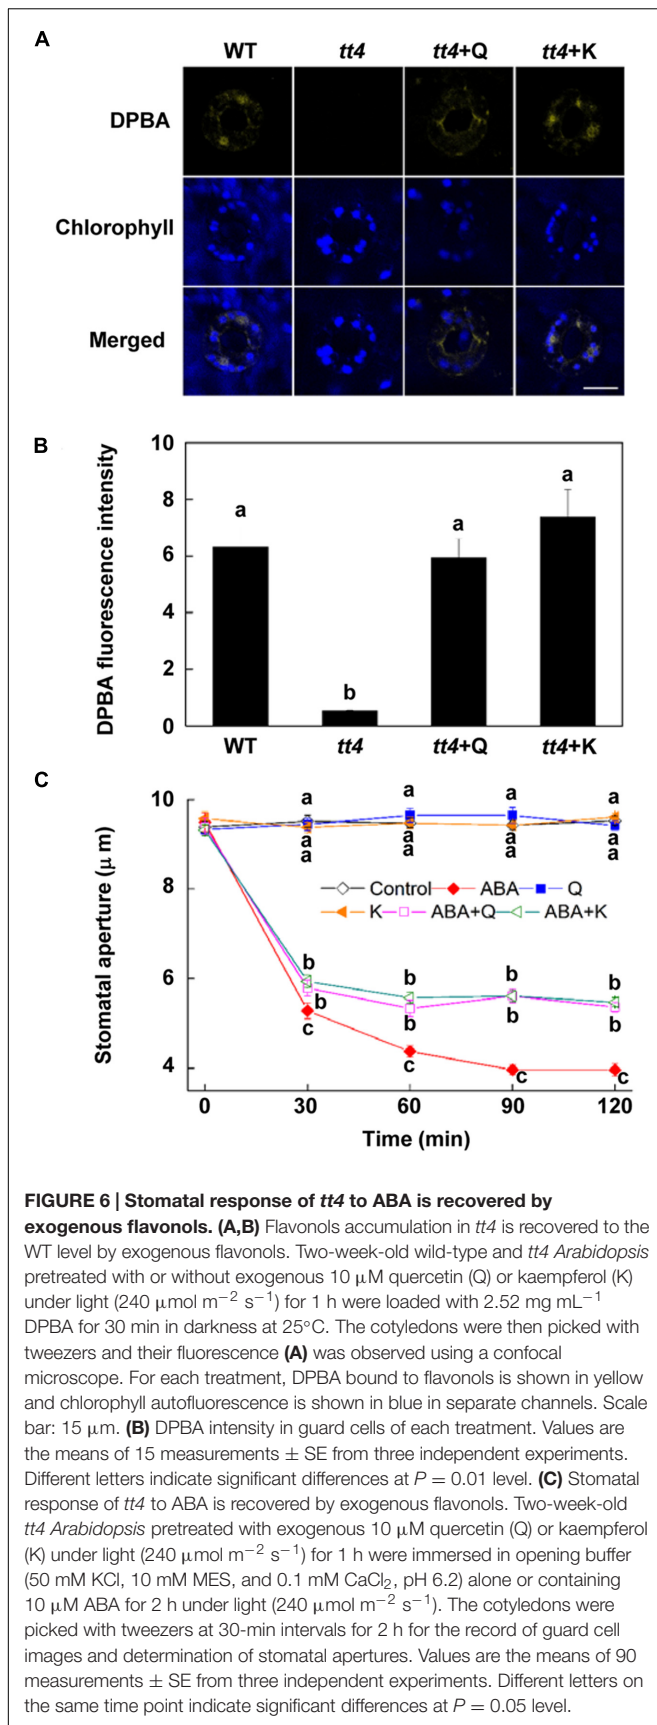 A
WT tt4 tt4+Q tt4+K
DPBA
Chlorophyll
Merged
B
DPBA fluorescence intensity
10
8
6
4
2
0
a
b
a
a
WT tt4 tt4+Q tt4+K
C
Stomatal aperture (μ m)
10
8
6
4
a a a a
a a a a
a a a a
Control ABA Q
K ABA+Q ABA+K
b b b b
b b b b
c c c c
0 30 60 90 120
Time (min)
FIGURE 6 | Stomatal response of tt4 to ABA is recovered by
exogenous flavonols. (A,B) Flavonols accumulation in tt4 is recovered to the
WT level by exogenous flavonols. Two-week-old wild-type and tt4 Arabidopsis
pretreated with or without exogenous 10 μM quercetin (Q) or kaempferol (K)
under light (240 μmol m⁻² s⁻¹) for 1 h were loaded with 2.52 mg mL⁻¹
DPBA for 30 min in darkness at 25°C. The cotyledons were then picked with
tweezers and their fluorescence (A) was observed using a confocal
microscope. For each treatment, DPBA bound to flavonols is shown in yellow
and chlorophyll autofluorescence is shown in blue in separate channels. Scale
bar: 15 μm. (B) DPBA intensity in guard cells of each treatment. Values are
the means of 15 measurements ± SE from three independent experiments.
Different letters indicate significant differences at P = 0.01 level. (C) Stomatal
response of tt4 to ABA is recovered by exogenous flavonols. Two-week-old
tt4 Arabidopsis pretreated with exogenous 10 μM quercetin (Q) or kaempferol
(K) under light (240 μmol m⁻² s⁻¹) for 1 h were immersed in opening buffer
(50 mM KCl, 10 mM MES, and 0.1 mM CaCl₂, pH 6.2) alone or containing
10 μM ABA for 2 h under light (240 μmol m⁻² s⁻¹). The cotyledons were
picked with tweezers at 30-min intervals for 2 h for the record of guard cell
images and determination of stomatal apertures. Values are the means of 90
measurements ± SE from three independent experiments. Different letters on
the same time point indicate significant differences at P = 0.05 level.